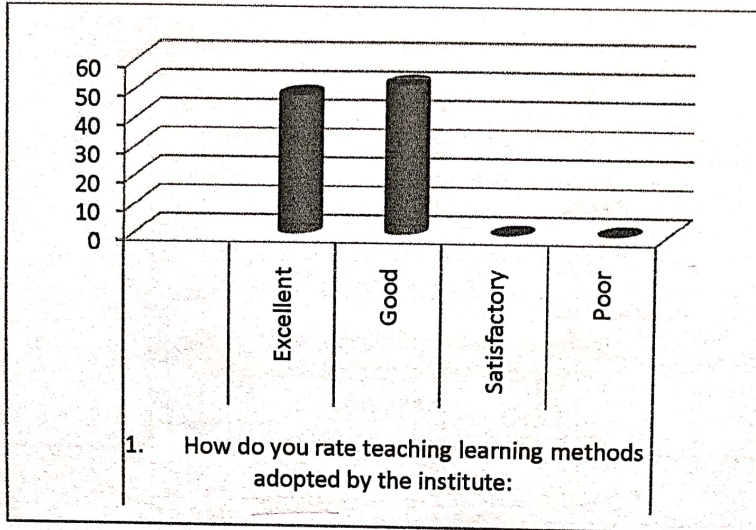 60
50
40
30
20
10
0
Excellent
Good
Satisfactory
Poor
1. How do you rate teaching learning methods
adopted by the institute: